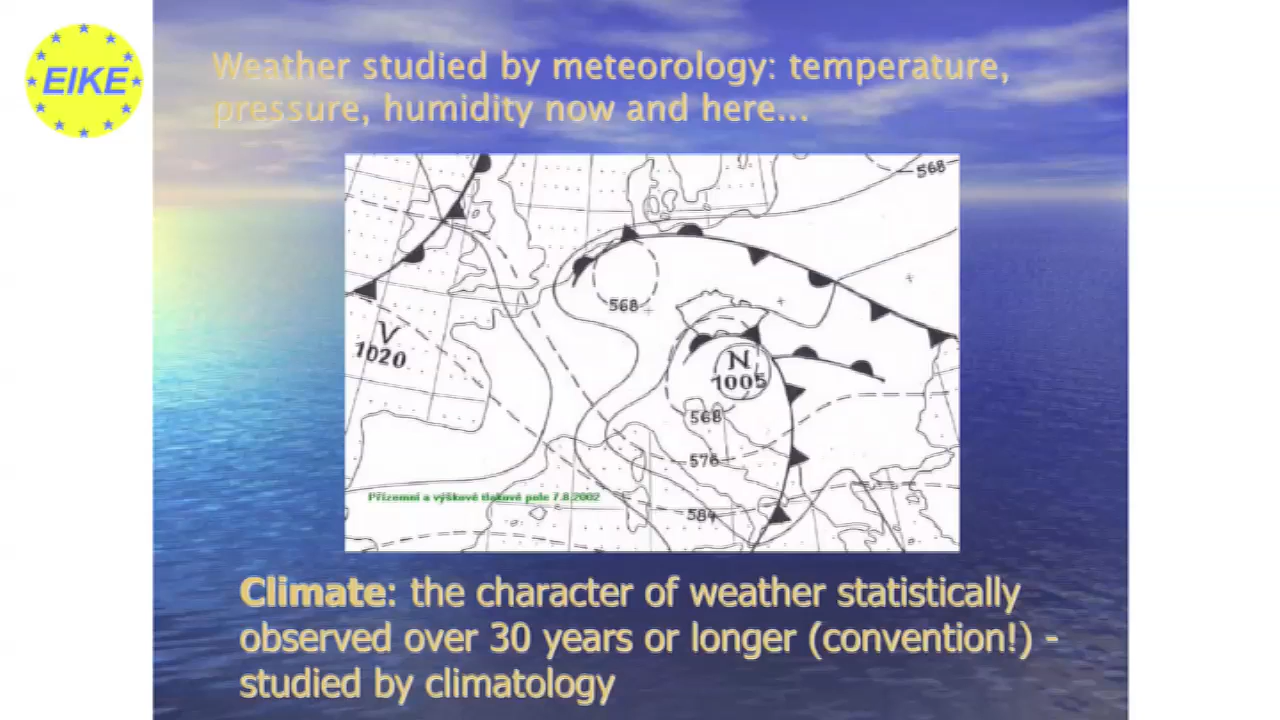 EIKE
Weather studied by meteorology: temperature,
pressure, humidity now and here...
568
568
V
1020
N
1005
568
576
Přízemní a výškové tlakové pole 7.8.2002
584
Climate: the character of weather statistically
observed over 30 years or longer (convention!) -
studied by climatology